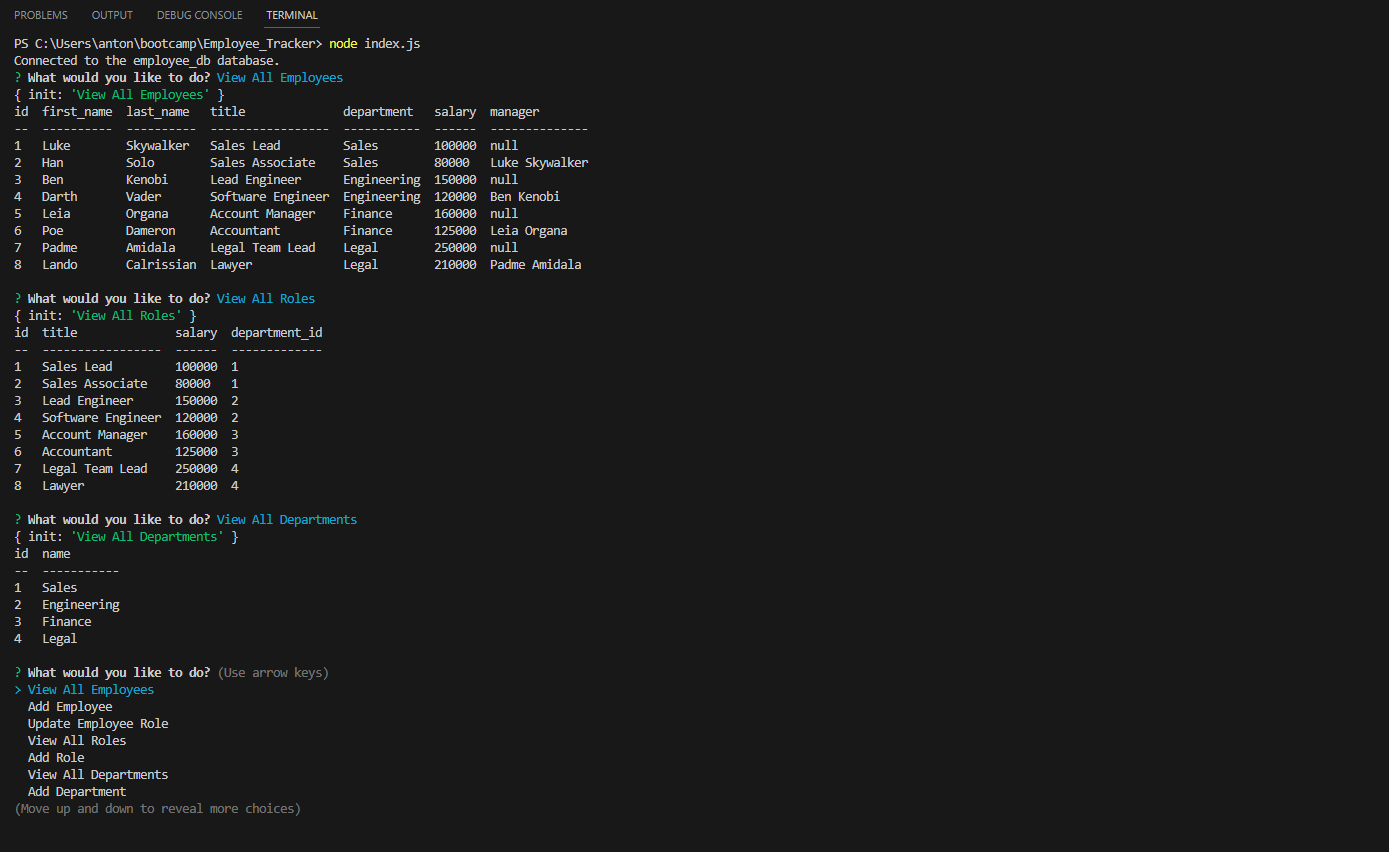 PROBLEMS OUTPUT DEBUG CONSOLE TERMINAL
PS C:\Users\anton\bootcamp\Employee_Tracker> node index.js
Connected to the employee_db database.
? What would you like to do? View All Employees
{ init: 'View All Employees' }
id  first_name  last_name   title              department   salary  manager
--  ----------  ----------  -----------------  -----------  ------  --------------
1   Luke        Skywalker   Sales Lead         Sales        100000  null
2   Han         Solo        Sales Associate    Sales        80000   Luke Skywalker
3   Ben         Kenobi      Lead Engineer      Engineering  150000  null
4   Darth       Vader       Software Engineer  Engineering  120000  Ben Kenobi
5   Leia        Organa      Account Manager    Finance      160000  null
6   Poe         Dameron     Accountant         Finance      125000  Leia Organa
7   Padme       Amidala     Legal Team Lead    Legal        250000  null
8   Lando       Calrissian  Lawyer             Legal        210000  Padme Amidala
? What would you like to do? View All Roles
{ init: 'View All Roles' }
id  title              salary  department_id
--  -----------------  ------  -------------
1   Sales Lead         100000  1
2   Sales Associate    80000   1
3   Lead Engineer      150000  2
4   Software Engineer  120000  2
5   Account Manager    160000  3
6   Accountant         125000  3
7   Legal Team Lead    250000  4
8   Lawyer             210000  4
? What would you like to do? View All Departments
{ init: 'View All Departments' }
id  name
--  -----------
1   Sales
2   Engineering
3   Finance
4   Legal
? What would you like to do? (Use arrow keys)
> View All Employees
  Add Employee
  Update Employee Role
  View All Roles
  Add Role
  View All Departments
  Add Department
(Move up and down to reveal more choices)